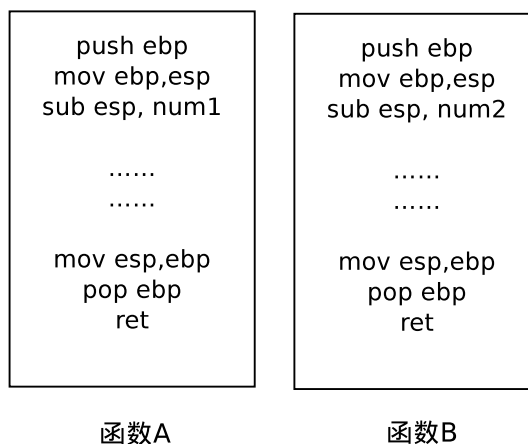 push ebp
mov ebp,esp
sub esp, num1
......
......
mov esp,ebp
pop ebp
ret
函数A
push ebp
mov ebp,esp
sub esp, num2
......
......
mov esp,ebp
pop ebp
ret
函数B